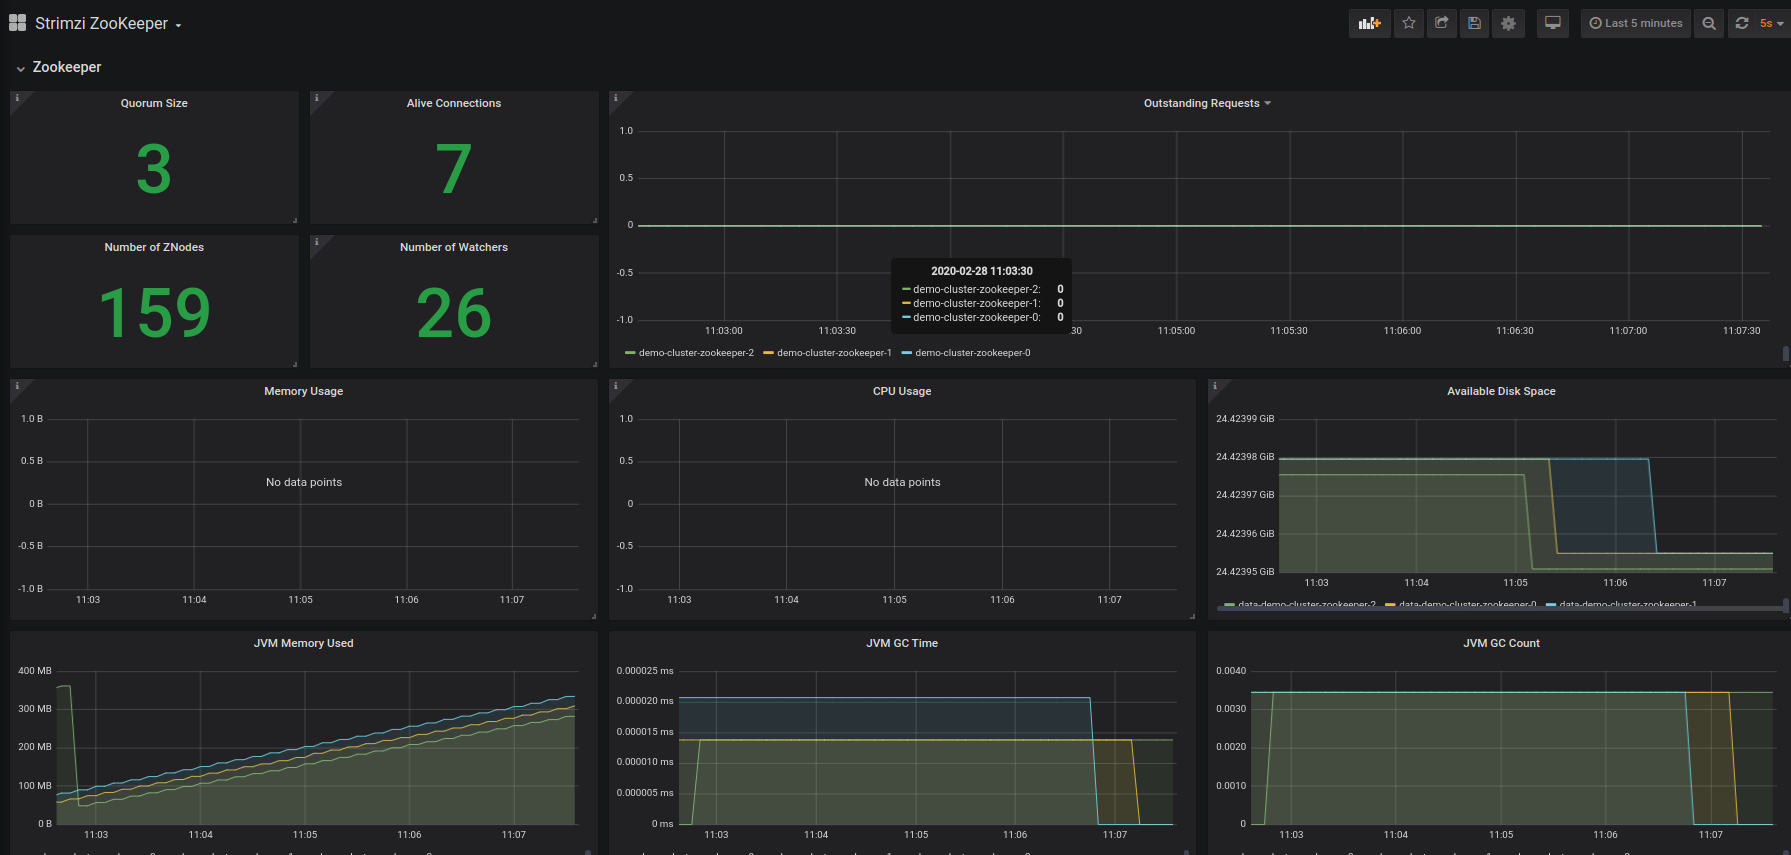 Strimzi ZooKeeper
Last 5 minutes
5s
Zookeeper
Quorum Size
3
Alive Connections
7
Number of ZNodes
159
Number of Watchers
26
Outstanding Requests
1.0
0.5
0
-0.5
-1.0
11:03:00 11:03:30 30 11:05:00 11:05:30 11:06:00 11:06:30 11:07:00 11:07:30
2020-02-28 11:03:30
demo-cluster-zookeeper-2: 0
demo-cluster-zookeeper-1: 0
demo-cluster-zookeeper-0: 0
demo-cluster-zookeeper-2 demo-cluster-zookeeper-1 demo-cluster-zookeeper-0
Memory Usage
1.0 B
0.5 B
0 B
-0.5 B
-1.0 B
No data points
11:03 11:04 11:05 11:06 11:07
CPU Usage
1.0
0.5
0
-0.5
-1.0
No data points
11:03 11:04 11:05 11:06 11:07
Available Disk Space
24.42399 GiB
24.42398 GiB
24.42397 GiB
24.42396 GiB
24.42395 GiB
11:03 11:04 11:05 11:06 11:07
data-demo-cluster-zookeeper-2 data-demo-cluster-zookeeper-0 data-demo-cluster-zookeeper-1
JVM Memory Used
400 MB
300 MB
200 MB
100 MB
0 B
11:03 11:04 11:05 11:06 11:07
JVM GC Time
0.000025 ms
0.000020 ms
0.000015 ms
0.000010 ms
0.000005 ms
0 ms
11:03 11:04 11:05 11:06 11:07
JVM GC Count
0.0040
0.0030
0.0020
0.0010
0
11:03 11:04 11:05 11:06 11:07